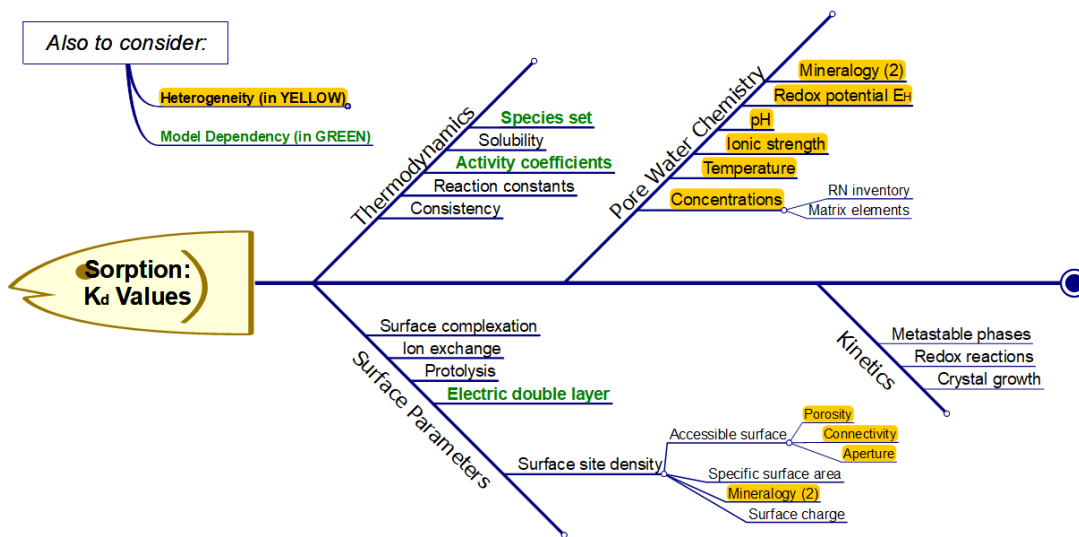 Also to consider:
Heterogeneity (in YELLOW)
Model Dependency (in GREEN)
Thermodynamics
Species set
Solubility
Activity coefficients
Reaction constants
Consistency
Pore Water Chemistry
Mineralogy (2)
Redox potential EH
pH
Ionic strength
Temperature
Concentrations
RN inventory
Matrix elements
Sorption:
Kd Values
Surface Parameters
Surface complexation
Ion exchange
Protolysis
Electric double layer
Surface site density
Accessible surface
Porosity
Connectivity
Aperture
Specific surface area
Mineralogy (2)
Surface charge
Kinetics
Metastable phases
Redox reactions
Crystal growth